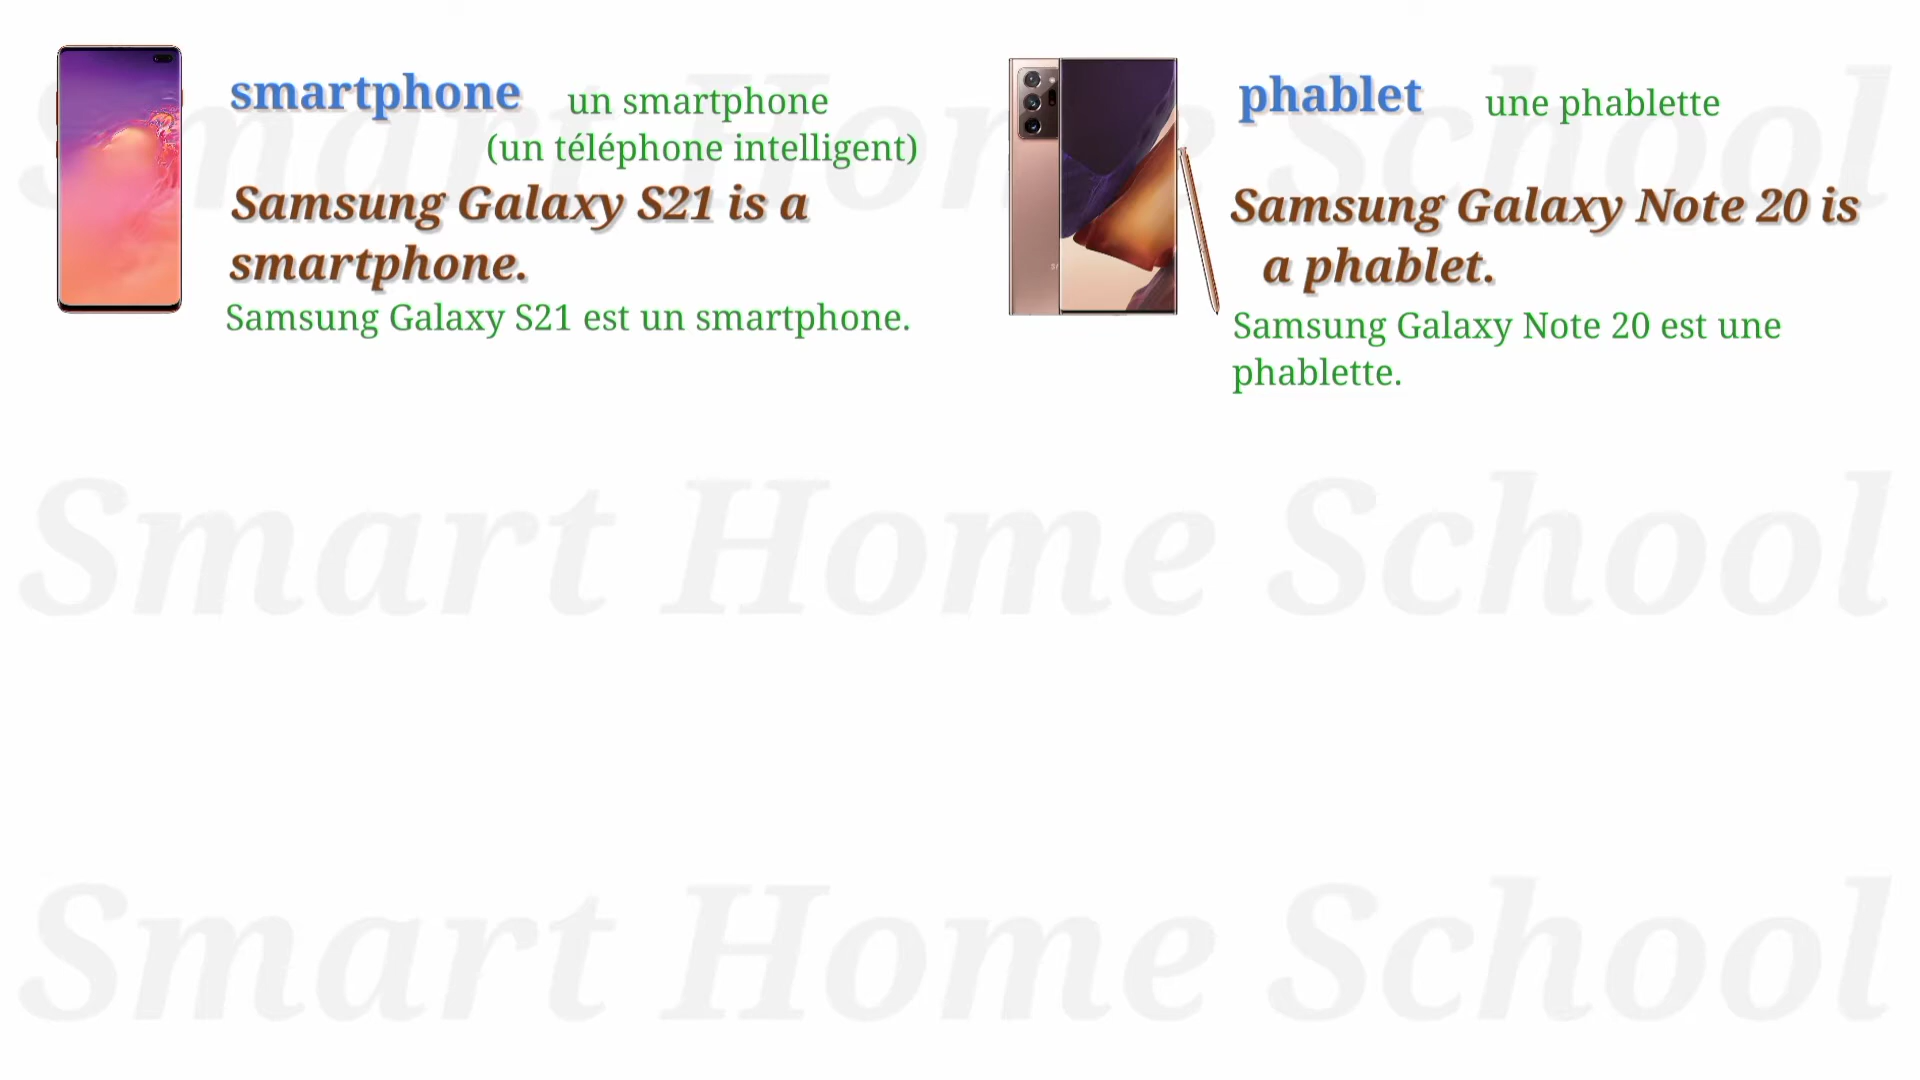 smartphone
un smartphone
(un téléphone intelligent)
Samsung Galaxy S21 is a
smartphone.
Samsung Galaxy S21 est un smartphone.
phablet
une phablette
Samsung Galaxy Note 20 is
a phablet.
Samsung Galaxy Note 20 est une
phablette.
Smart Home School
Smart Home School
Smart Home School